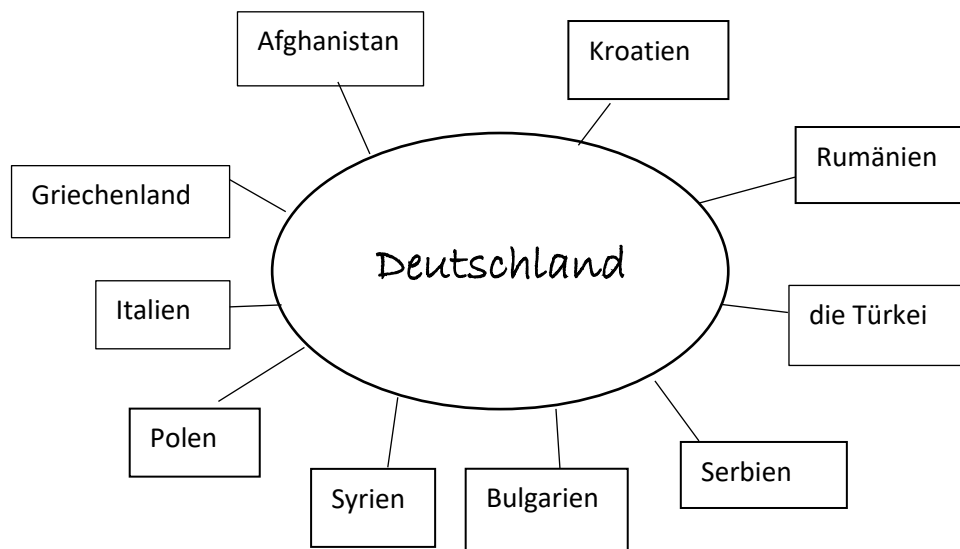 Afghanistan
Kroatien
Rumänien
Griechenland
Deutschland
Italien
die Türkei
Polen
Serbien
Syrien
Bulgarien